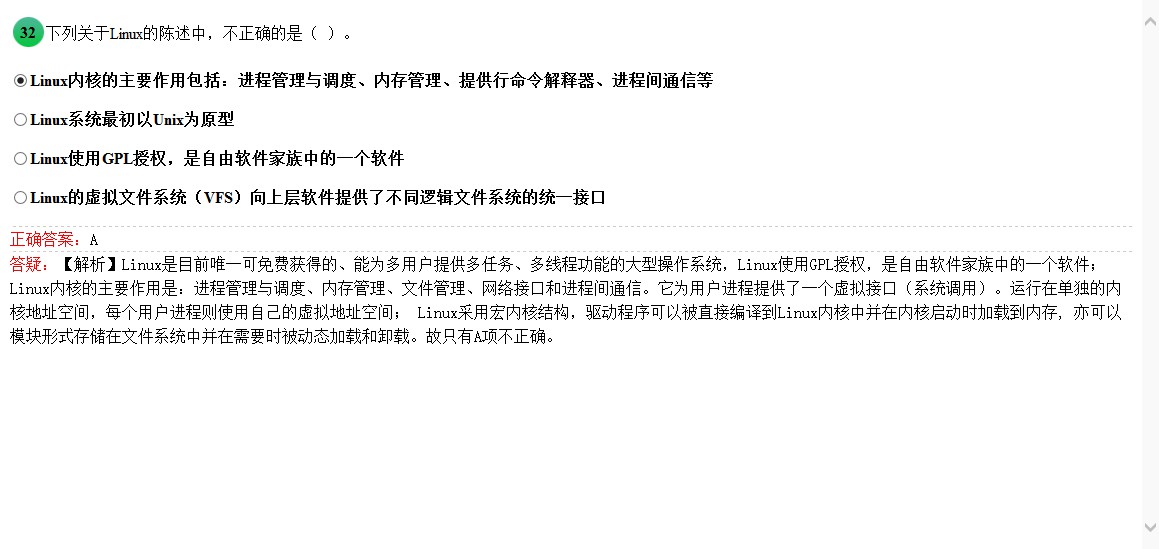 32 下列关于Linux的陈述中，不正确的是（ ）。
Linux内核的主要作用包括：进程管理与调度、内存管理、提供行命令解释器、进程间通信等
Linux系统最初以Unix为原型
Linux使用GPL授权，是自由软件家族中的一个软件
Linux的虚拟文件系统（VFS）向上层软件提供了不同逻辑文件系统的统一接口
正确答案：A
答疑：【解析】Linux是目前唯一可免费获得的、能为多用户提供多任务、多线程功能的大型操作系统，Linux使用GPL授权，是自由软件家族中的一个软件；
Linux内核的主要作用是：进程管理与调度、内存管理、文件管理、网络接口和进程间通信。它为用户进程提供了一个虚拟接口（系统调用）。运行在单独的内
核地址空间，每个用户进程则使用自己的虚拟地址空间； Linux采用宏内核结构，驱动程序可以被直接编译到Linux内核中并在内核启动时加载到内存，亦可以
模块形式存储在文件系统中并在需要时被动态加载和卸载。故只有A项不正确。